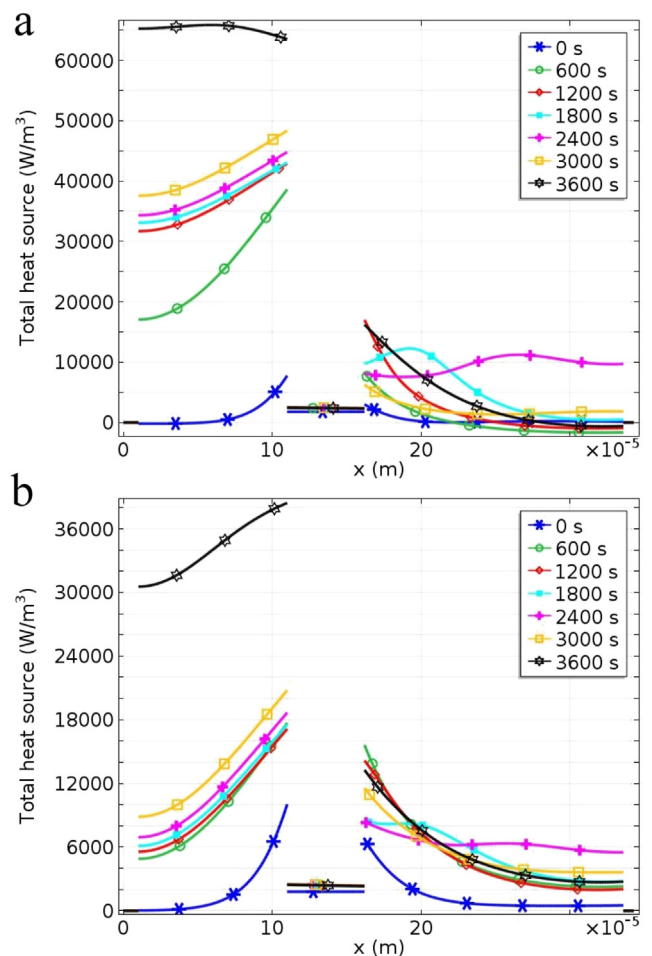 a
Total heat source (W/m³)
60000
50000
40000
30000
20000
10000
0
0 s
600 s
1200 s
1800 s
2400 s
3000 s
3600 s
0
10
20
×10⁻⁵
x (m)
b
Total heat source (W/m³)
36000
30000
24000
18000
12000
6000
0
0 s
600 s
1200 s
1800 s
2400 s
3000 s
3600 s
0
10
20
×10⁻⁵
x (m)